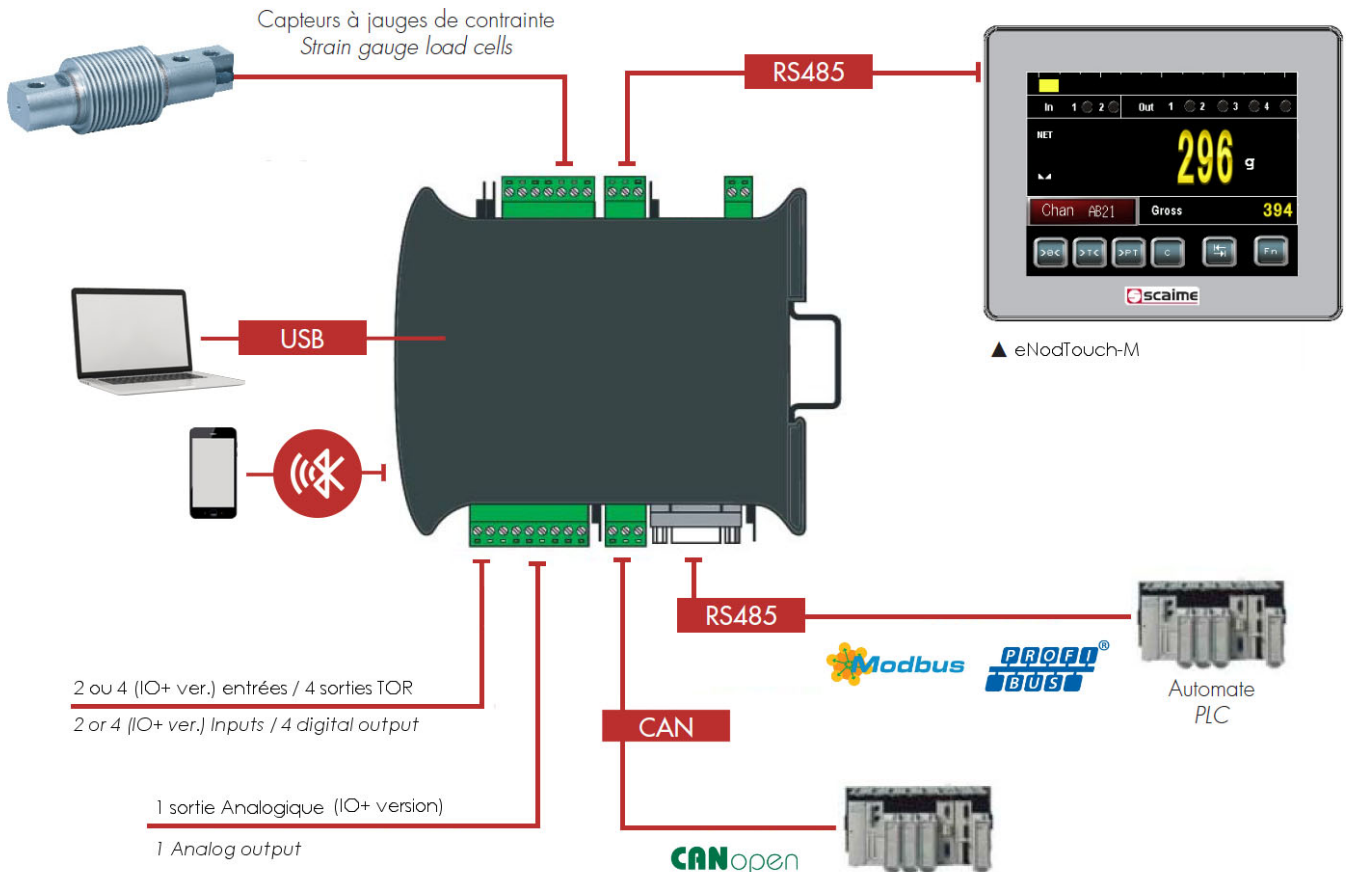 Capteurs à jauges de contrainte
Strain gauge load cells
RS485
In 1 2 Out 1 2 3 4
NET
296 g
Chan AB21 Gross 394
>0< >T< >PT C Fn
scaime
▲ eNodTouch-M
USB
RS485
Modbus
PROFI®
BUS
Automate
PLC
2 ou 4 (IO+ ver.) entrées / 4 sorties TOR
2 or 4 (IO+ ver.) Inputs / 4 digital output
CAN
1 sortie Analogique (IO+ version)
1 Analog output
CANopen